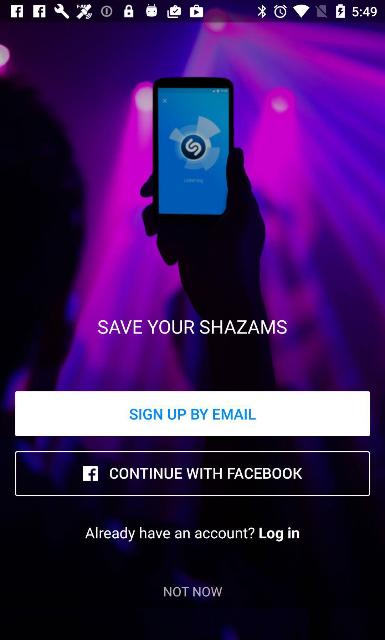 5:49
SAVE YOUR SHAZAMS
SIGN UP BY EMAIL
CONTINUE WITH FACEBOOK
Already have an account? Log in
NOT NOW